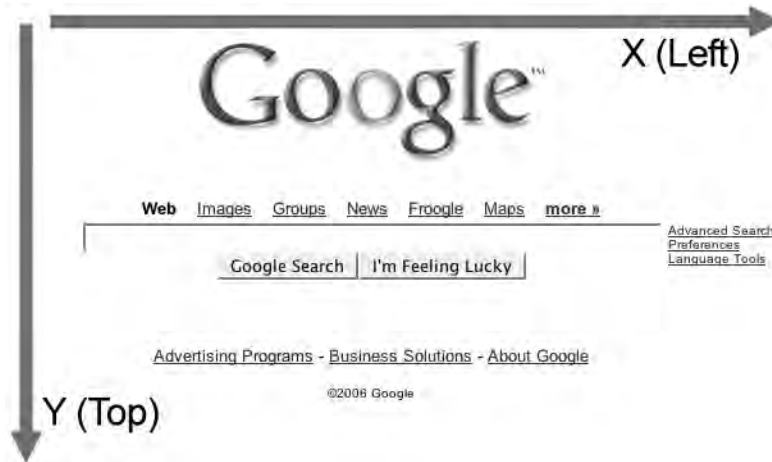 X (Left)
Google™
Web Images Groups News Froogle Maps more »
Advanced Search
Preferences
Language Tools
Google Search I'm Feeling Lucky
Advertising Programs - Business Solutions - About Google
©2006 Google
Y (Top)